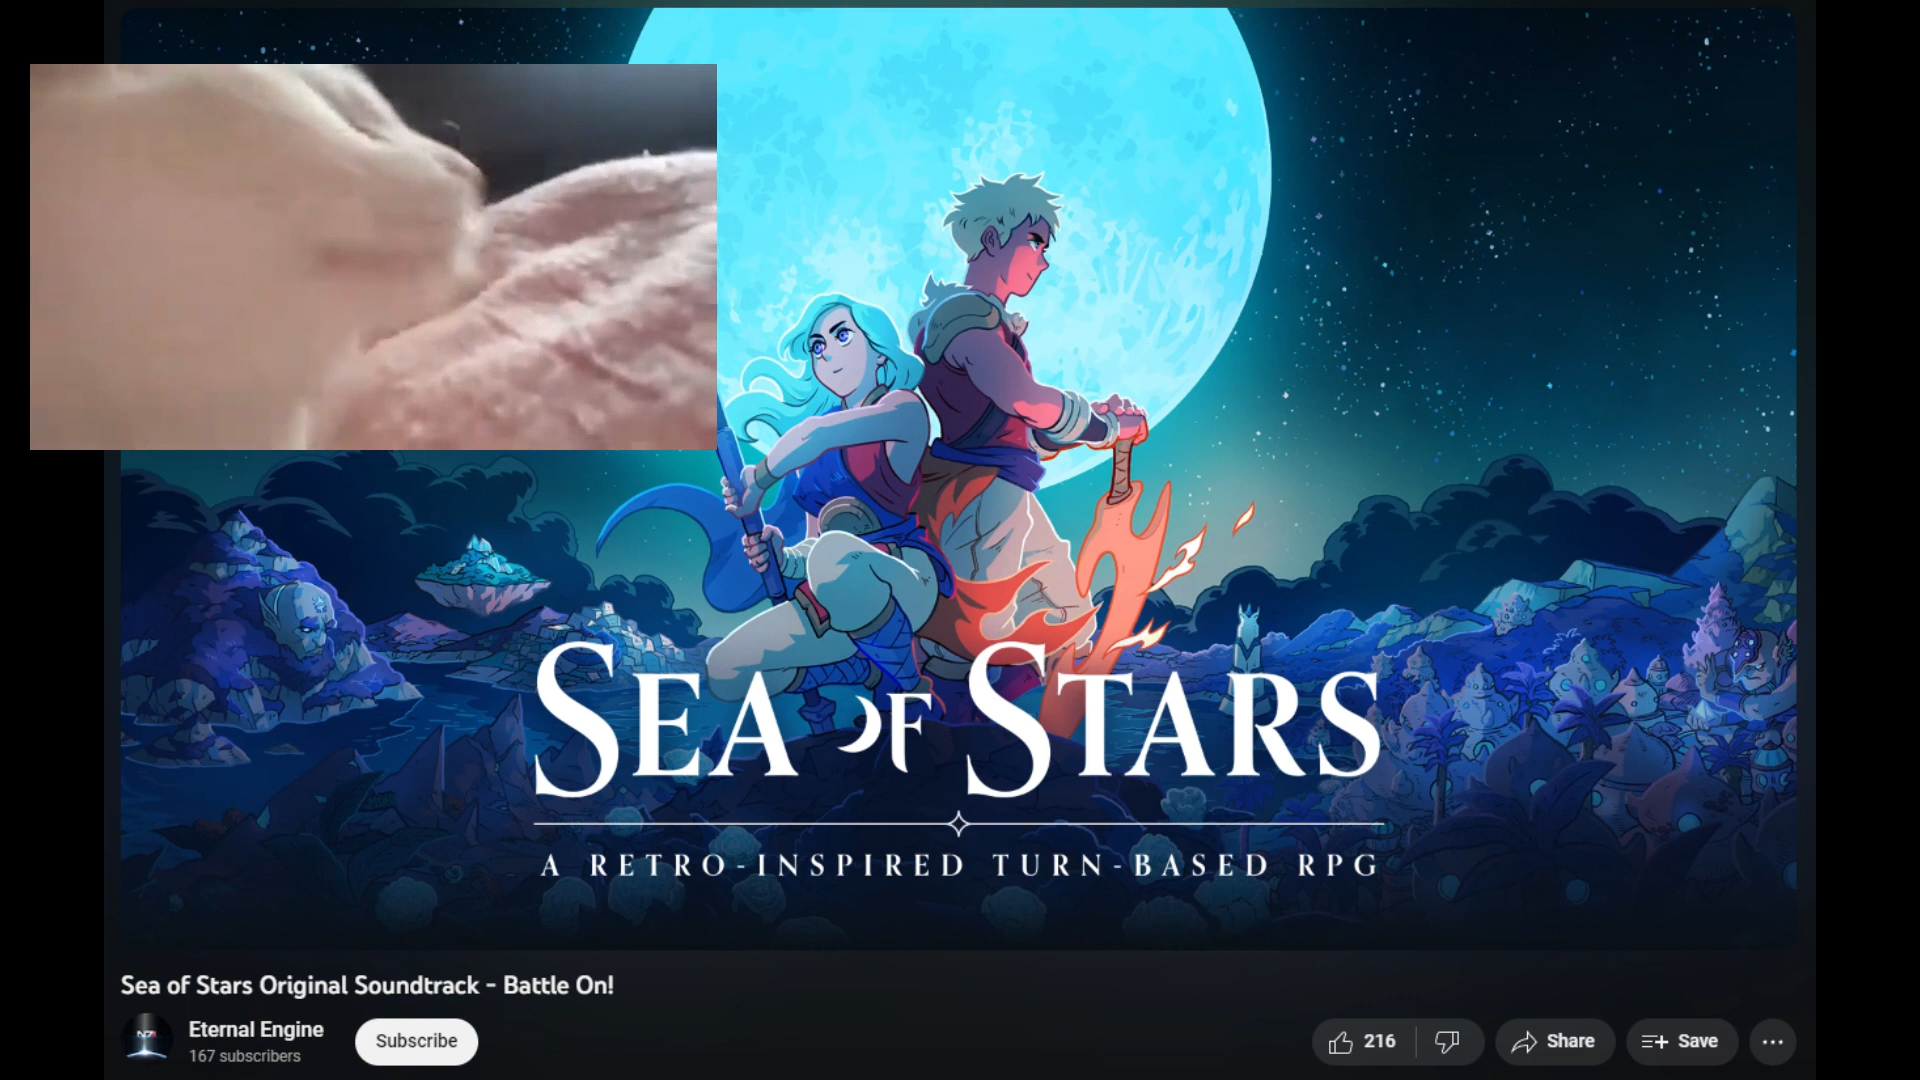 SEA OF STARS
A RETRO-INSPIRED TURN-BASED RPG
Sea of Stars Original Soundtrack - Battle On!
N7
Eternal Engine
167 subscribers
Subscribe
216
Share
Save